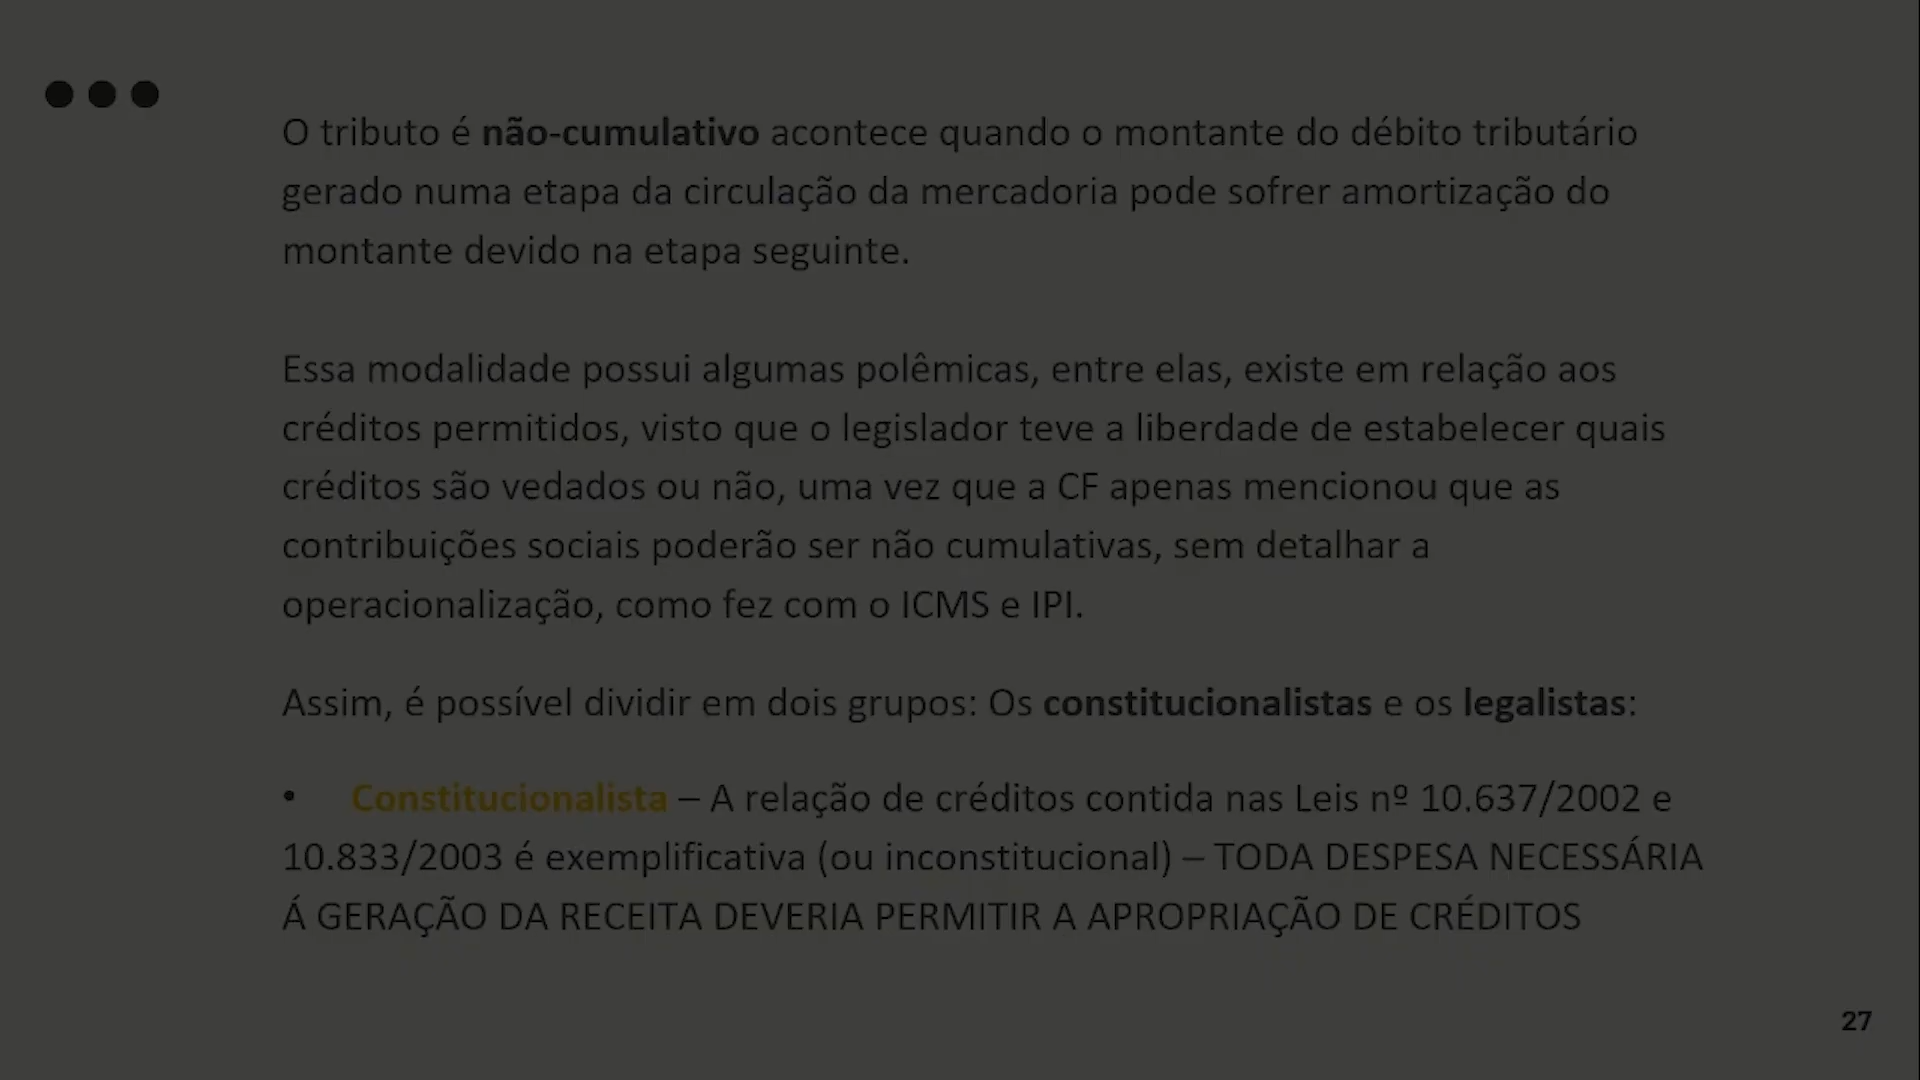 O tributo é não-cumulativo acontece quando o montante do débito tributário
gerado numa etapa da circulação da mercadoria pode sofrer amortização do
montante devido na etapa seguinte.
Essa modalidade possui algumas polêmicas, entre elas, existe em relação aos
créditos permitidos, visto que o legislador teve a liberdade de estabelecer quais
créditos são vedados ou não, uma vez que a CF apenas mencionou que as
contribuições sociais poderão ser não cumulativas, sem detalhar a
operacionalização, como fez com o ICMS e IPI.
Assim, é possível dividir em dois grupos: Os constitucionalistas e os legalistas:
• Constitucionalista – A relação de créditos contida nas Leis nº 10.637/2002 e
10.833/2003 é exemplificativa (ou inconstitucional) – TODA DESPESA NECESSÁRIA
Á GERAÇÃO DA RECEITA DEVERIA PERMITIR A APROPRIAÇÃO DE CRÉDITOS
27